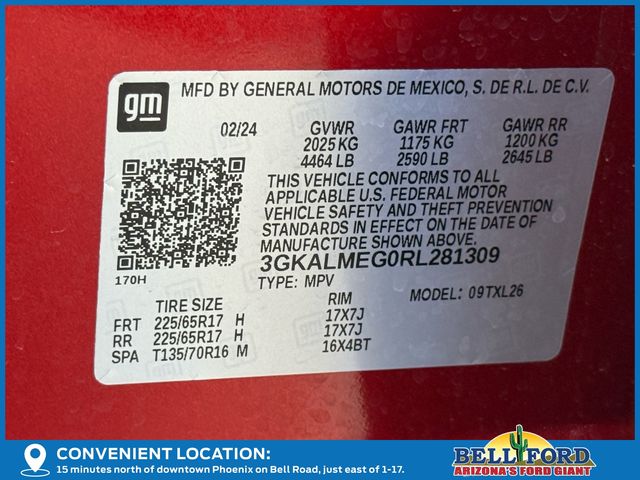 gm
MFD BY GENERAL MOTORS DE MEXICO, S. DE R.L. DE C.V.
02/24 GVWR GAWR FRT GAWR RR
2025 KG 1175 KG 1200 KG
4464 LB 2590 LB 2645 LB
THIS VEHICLE CONFORMS TO ALL
APPLICABLE U.S. FEDERAL MOTOR
VEHICLE SAFETY AND THEFT PREVENTION
STANDARDS IN EFFECT ON THE DATE OF
MANUFACTURE SHOWN ABOVE.
3GKALMEG0RL281309
170H
TYPE: MPV MODEL: 09TXL26
TIRE SIZE RIM
FRT 225/65R17 H 17X7J
RR 225/65R17 H 17X7J
SPA T135/70R16 M 16X4BT
CONVENIENT LOCATION:
15 minutes north of downtown Phoenix on Bell Road, just east of 1-17.
BELL FORD
ARIZONA'S FORD GIANT